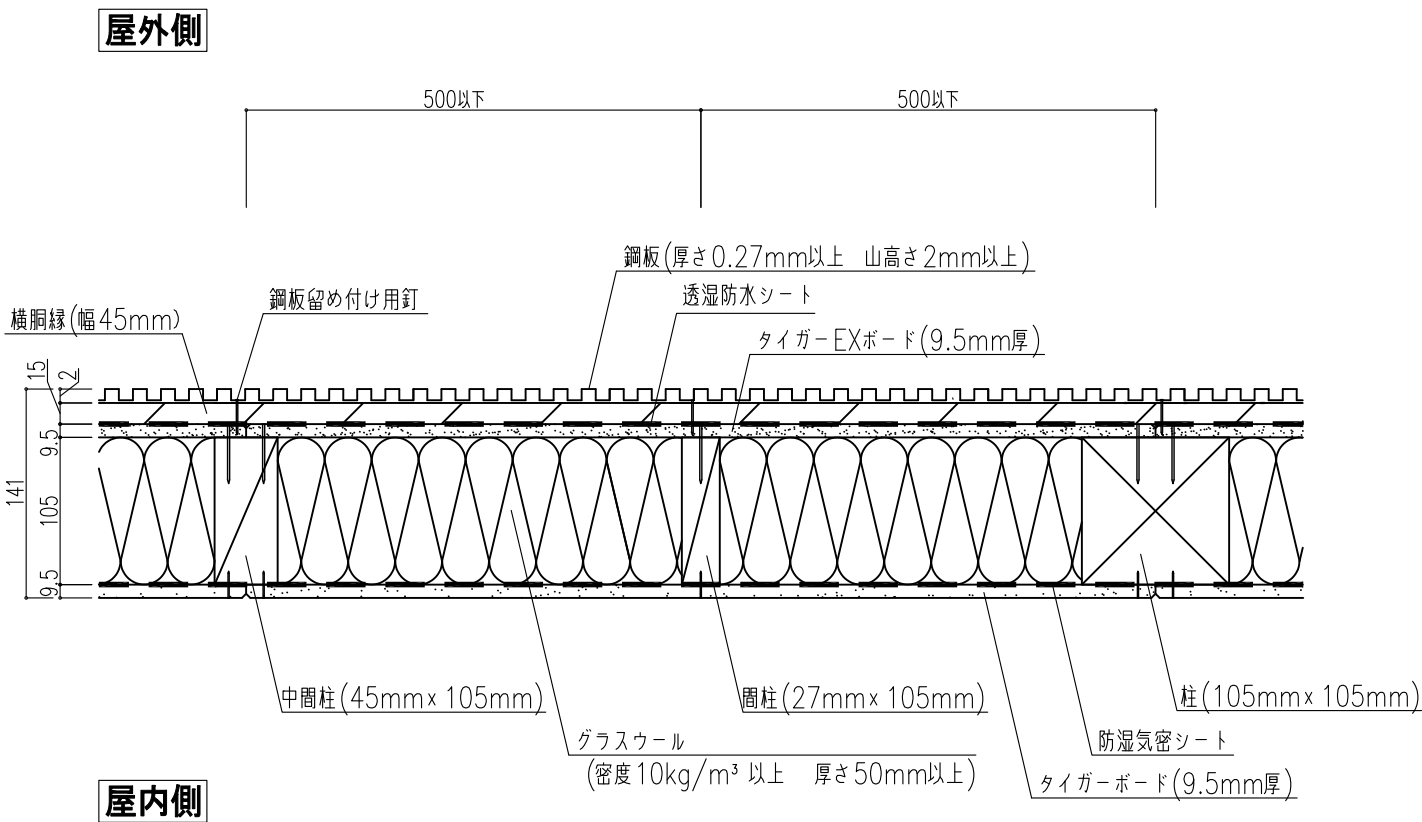 屋外側
500以下
500以下
鋼板(厚さ0.27mm以上 山高さ2mm以上)
鋼板留め付け用釘
透湿防水シート
横胴縁(幅45mm)
タイガーEXボード(9.5mm厚)
15
2
9.5
141
105
9.5
中間柱(45mm×105mm)
間柱(27mm×105mm)
柱(105mm×105mm)
グラスウール
(密度10kg/m³以上 厚さ50mm以上)
防湿気密シート
タイガーボード(9.5mm厚)
屋内側